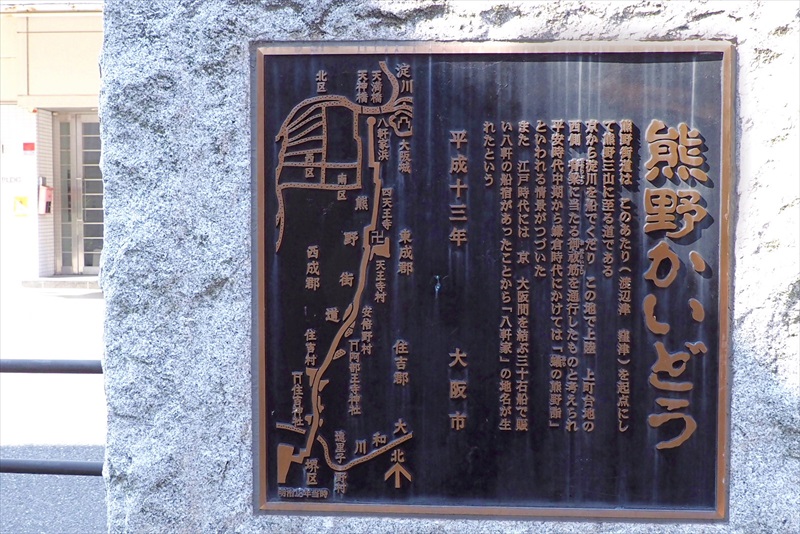 熊野かいどう
熊野街道は このあたり（渡辺津 窪津）を起点にし
て熊野三山に至る道である
京から淀川を船でくだり この地で上陸 上町台地の
西側 脊梁に当たる御祓筋を通行したものと考えられ
平安時代中期から鎌倉時代にかけては「蟻の熊野詣」
といわれる情景がつづいた
また 江戸時代には 京 大阪間を結ぶ三十石船で賑
い八軒の船宿があったことから「八軒家」の地名が生
れたという
平成十三年 大阪市
淀川
天満橋
天神橋
北区
八軒家浜
大阪城
西区
南区
四天王寺
熊野街道
東成郡
天王寺村
西成郡
安倍野村
阿部王寺神社
住吉郡
住吉村
住吉神社
大和川
遠里小野村
北
堺区